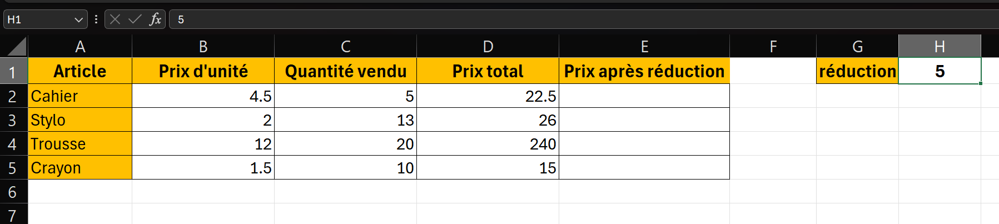 H1 fx 5
A B C D E F G H
1 Article Prix d'unité Quantité vendu Prix total Prix après réduction réduction 5
2 Cahier 4.5 5 22.5
3 Stylo 2 13 26
4 Trousse 12 20 240
5 Crayon 1.5 10 15
6
7